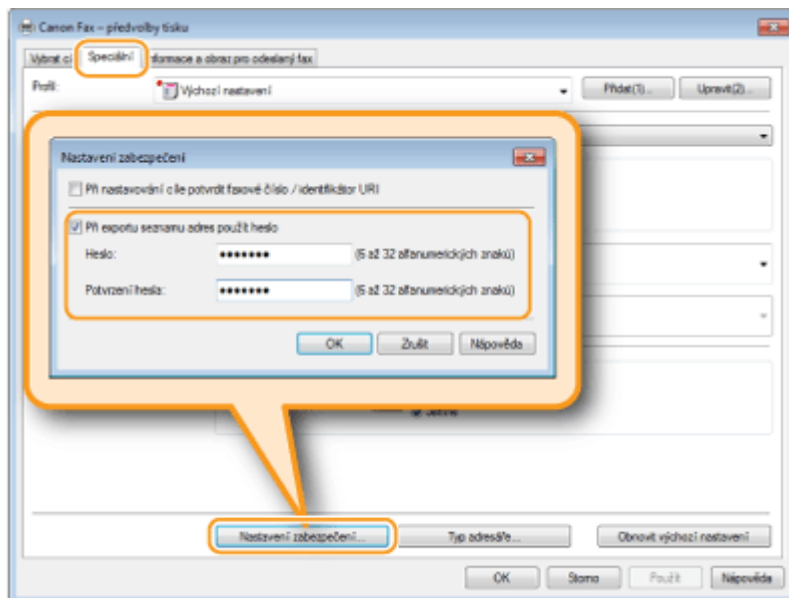 Canon Fax – předvolby tisku
Vybrat cí Speciální nformace a obraz pro odeslaný fax
Profil: Výchozí nastavení Přidat(1)... Upravit(2)...
Nastavení zabezpečení
Při nastavování cíle potvrdit faxové číslo / identifikátor URI
Při exportu seznamu adres použít heslo
Heslo: ●●●●●●● (6 až 32 alfanumerických znaků)
Potvrzení hesla: ●●●●●●● (6 až 32 alfanumerických znaků)
OK Zrušit Nápověda
Nastavení zabezpečení... Typ adresáře... Obnovit výchozí nastavení
OK Storno Použít Nápověda